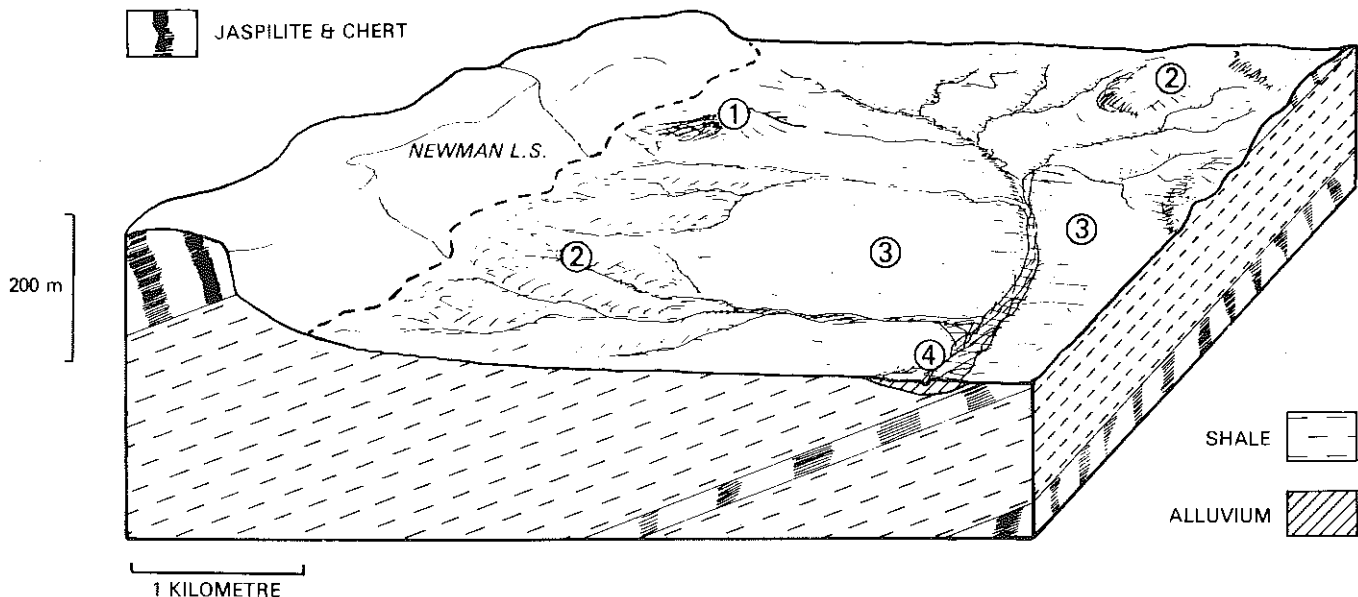 JASPILITE & CHERT
①
②
NEWMAN L.S.
②
③
③
200 m
④
SHALE
ALLUVIUM
1 KILOMETRE